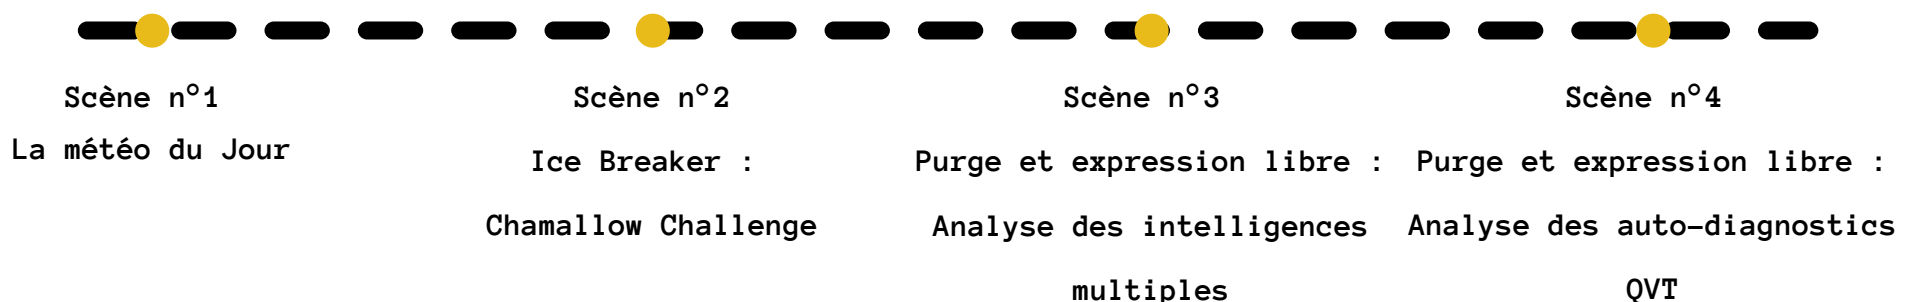 Scène n°1
La météo du Jour
Scène n°2
Ice Breaker :
Chamallow Challenge
Scène n°3
Purge et expression libre :
Analyse des intelligences
multiples
Scène n°4
Purge et expression libre :
Analyse des auto-diagnostics
QVT